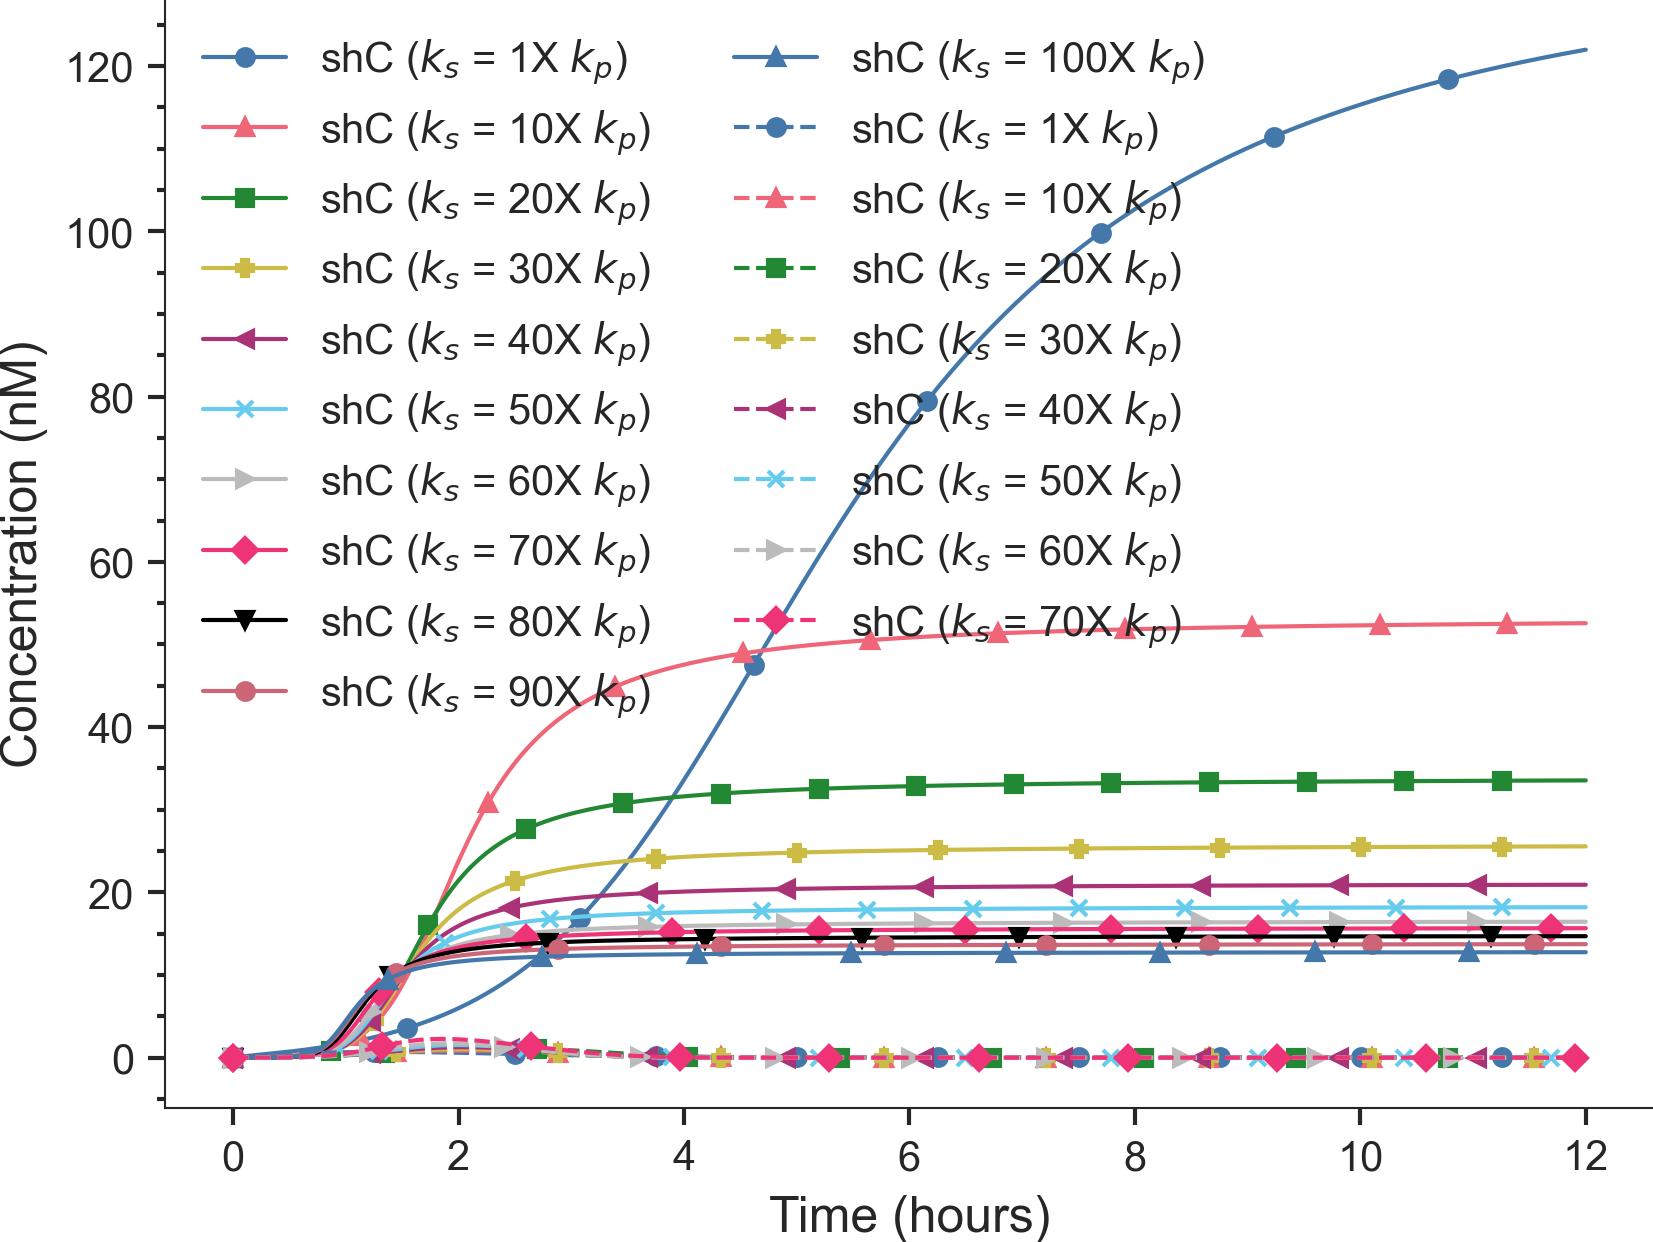 Concentration (nM)
120
100
80
60
40
20
0
shC (ks = 1X kp)
shC (ks = 10X kp)
shC (ks = 20X kp)
shC (ks = 30X kp)
shC (ks = 40X kp)
shC (ks = 50X kp)
shC (ks = 60X kp)
shC (ks = 70X kp)
shC (ks = 80X kp)
shC (ks = 90X kp)
shC (ks = 100X kp)
shC (ks = 1X kp)
shC (ks = 10X kp)
shC (ks = 20X kp)
shC (ks = 30X kp)
shC (ks = 40X kp)
shC (ks = 50X kp)
shC (ks = 60X kp)
shC (ks = 70X kp)
0 2 4 6 8 10 12
Time (hours)